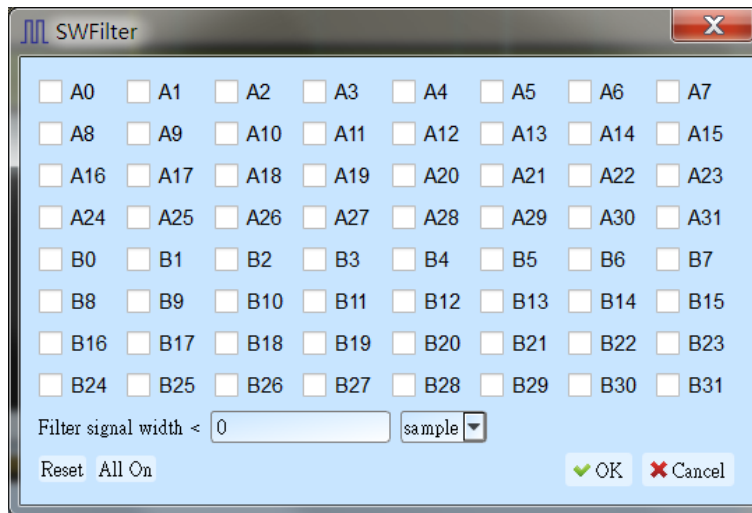 SWFilter
A0 A1 A2 A3 A4 A5 A6 A7
A8 A9 A10 A11 A12 A13 A14 A15
A16 A17 A18 A19 A20 A21 A22 A23
A24 A25 A26 A27 A28 A29 A30 A31
B0 B1 B2 B3 B4 B5 B6 B7
B8 B9 B10 B11 B12 B13 B14 B15
B16 B17 B18 B19 B20 B21 B22 B23
B24 B25 B26 B27 B28 B29 B30 B31
Filter signal width < 0 sample
Reset All On OK Cancel